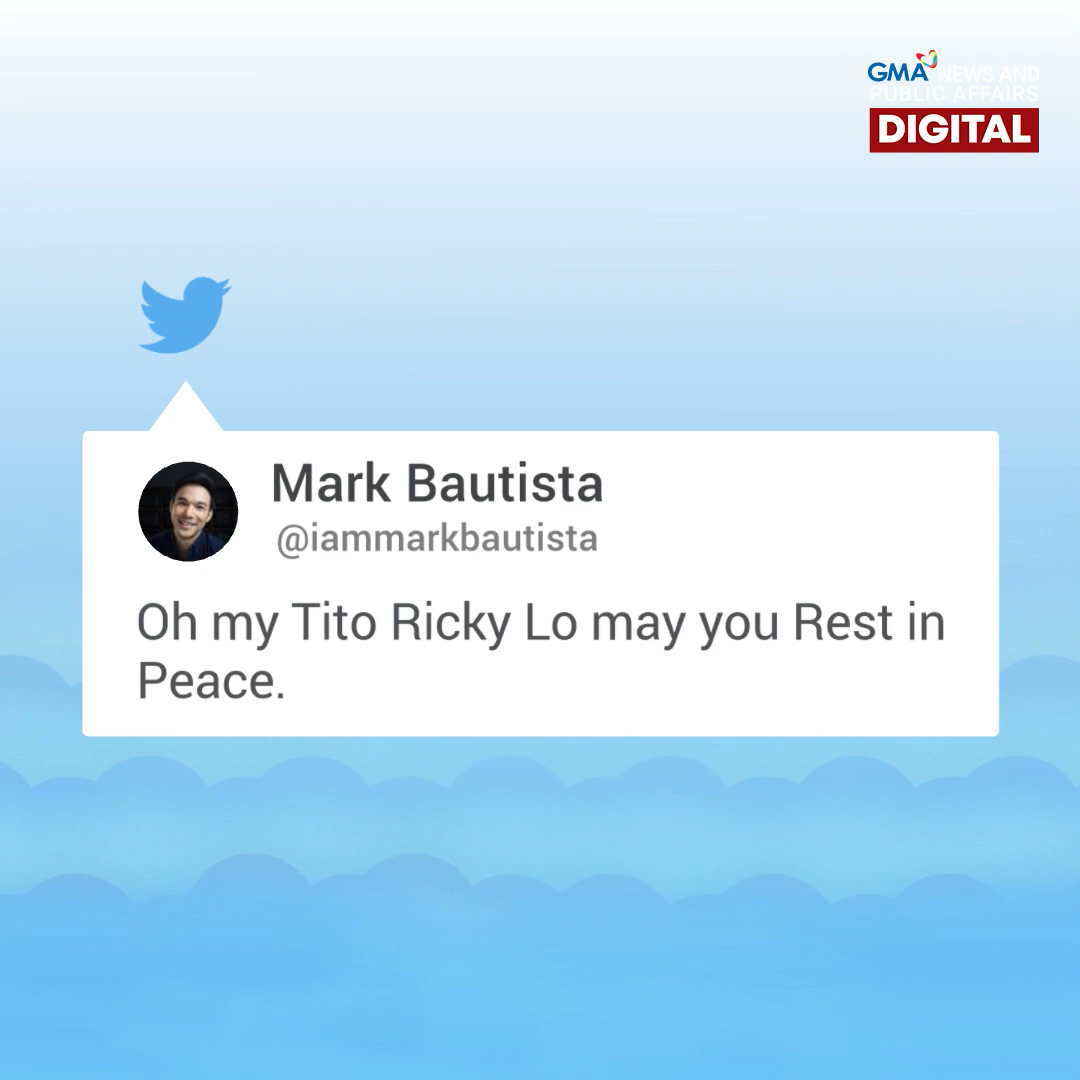 GMA NEWS AND
PUBLIC AFFAIRS
DIGITAL
Mark Bautista
@iammarkbautista
Oh my Tito Ricky Lo may you Rest in
Peace.